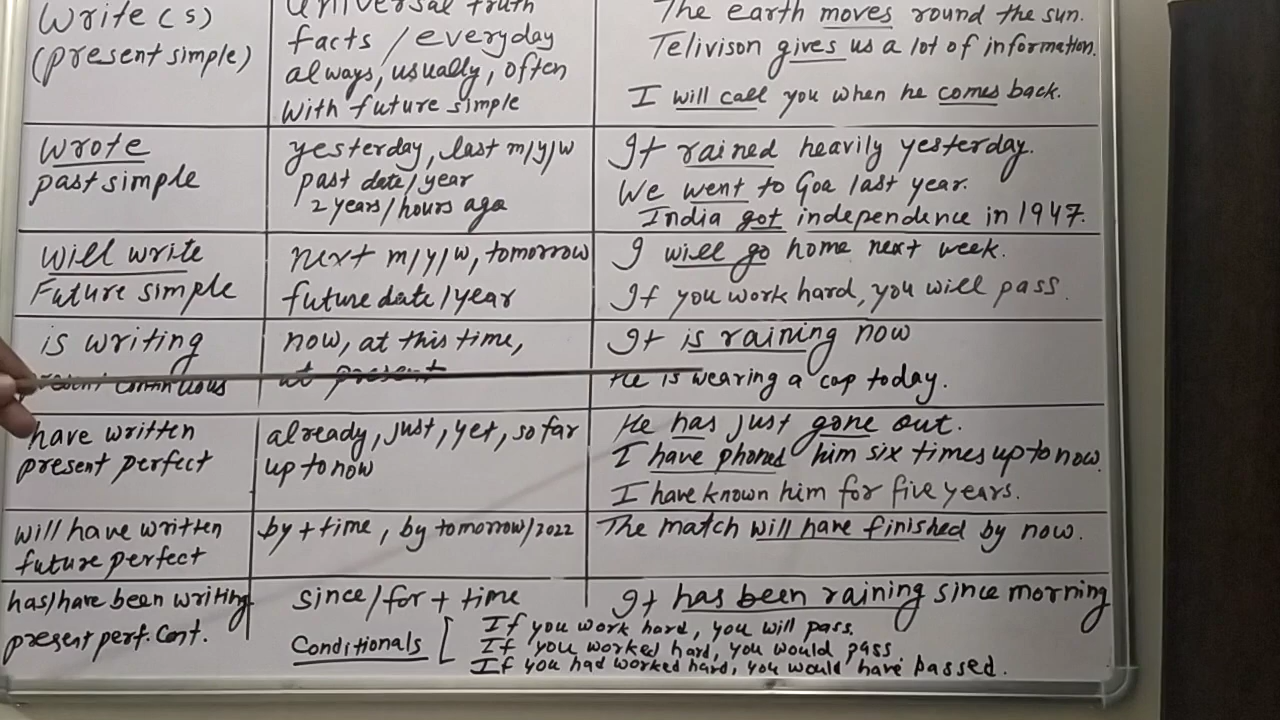 Write (s)
(present simple)
Universal truth
facts / everyday
always, usually, often
with future simple
The earth moves round the sun.
Telivison gives us a lot of information.
I will call you when he comes back.
Wrote
past simple
yesterday, last m/y/w
past date/year
2 years/hours ago
It rained heavily yesterday.
We went to Goa last year.
India got independence in 1947.
Will write
Future simple
next m/y/w, tomorrow
future date/year
I will go home next week.
If you work hard, you will pass.
is writing
present continuous
now, at this time,
at present
It is raining now
He is wearing a cap today.
have written
present perfect
already, just, yet, so far
up to now
He has just gone out.
I have phoned him six times up to now.
I have known him for five years.
will have written
future perfect
by + time, by tomorrow/2022
The match will have finished by now.
has/have been writing
present perf. cont.
since/for + time
It has been raining since morning
Conditionals
If you work hard, you will pass.
If you worked hard, you would pass
If you had worked hard, you would have passed.